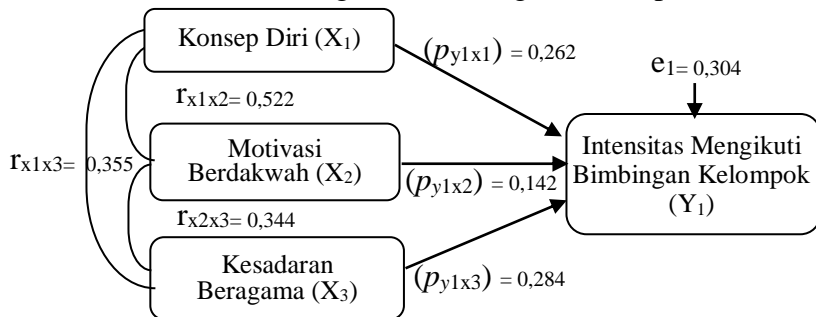 Konsep Diri (X₁)
(py1x1) = 0,262
e₁= 0,304
rx1x2= 0,522
Intensitas Mengikuti
Bimbingan Kelompok
(Y₁)
rx1x3= 0,355
Motivasi
Berdakwah (X₂)
(py1x2) = 0,142
rx2x3= 0,344
Kesadaran
Beragama (X₃)
(py1x3) = 0,284